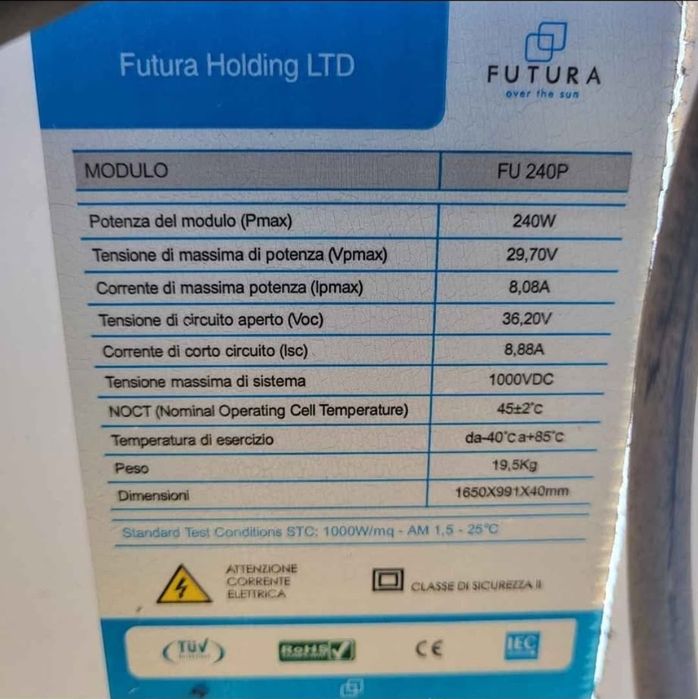 Futura Holding LTD
FUTURA
over the sun
MODULO FU 240P
Potenza del modulo (Pmax) 240W
Tensione di massima di potenza (Vpmax) 29,70V
Corrente di massima potenza (Ipmax) 8,08A
Tensione di circuito aperto (Voc) 36,20V
Corrente di corto circuito (Isc) 8,88A
Tensione massima di sistema 1000VDC
NOCT (Nominal Operating Cell Temperature) 45±2°C
Temperatura di esercizio da-40°C a+85°C
Peso 19,5Kg
Dimensioni 1650X991X40mm
Standard Test Conditions STC: 1000W/mq - AM 1,5 - 25°C
ATTENZIONE
CORRENTE
ELETTRICA
CLASSE DI SICUREZZA II
TÜV
RoHS
CE
IEC